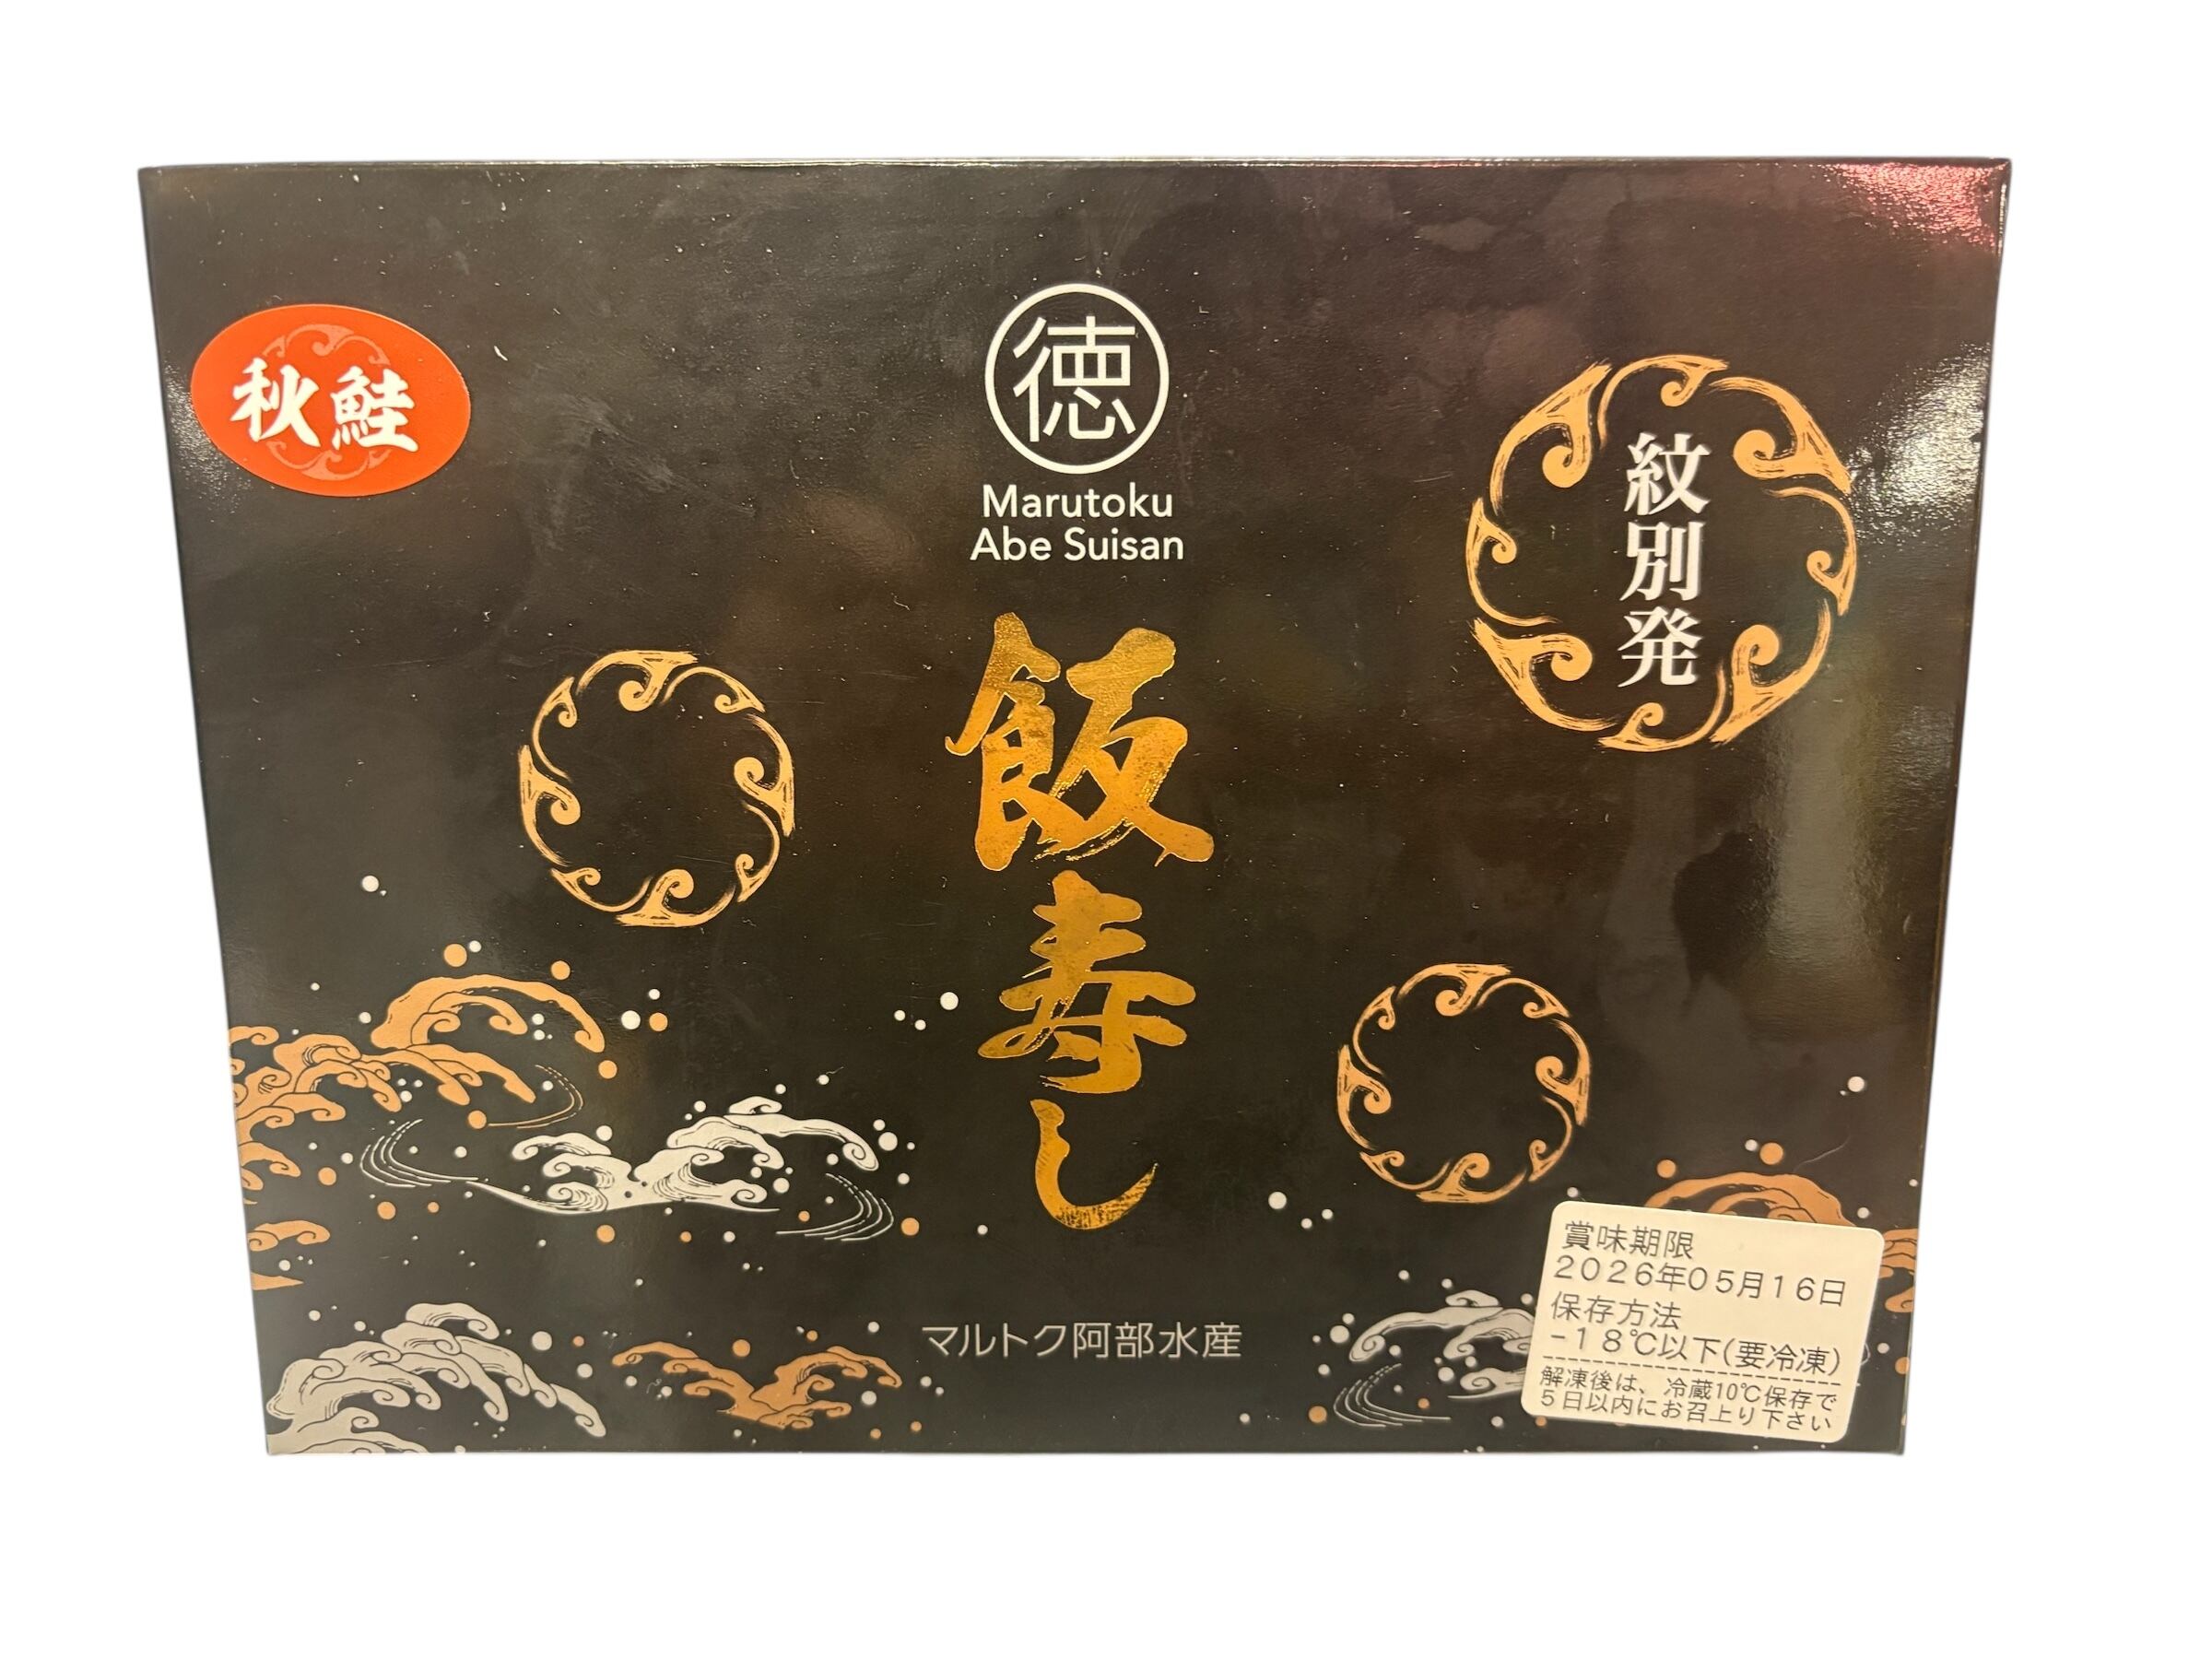 秋鮭
徳
Marutoku
Abe Suisan
紋別発
飯寿し
マルトク阿部水産
賞味期限
2026年05月16日
保存方法
-18℃以下(要冷凍)
解凍後は、冷蔵10℃保存で
5日以内にお召上り下さい